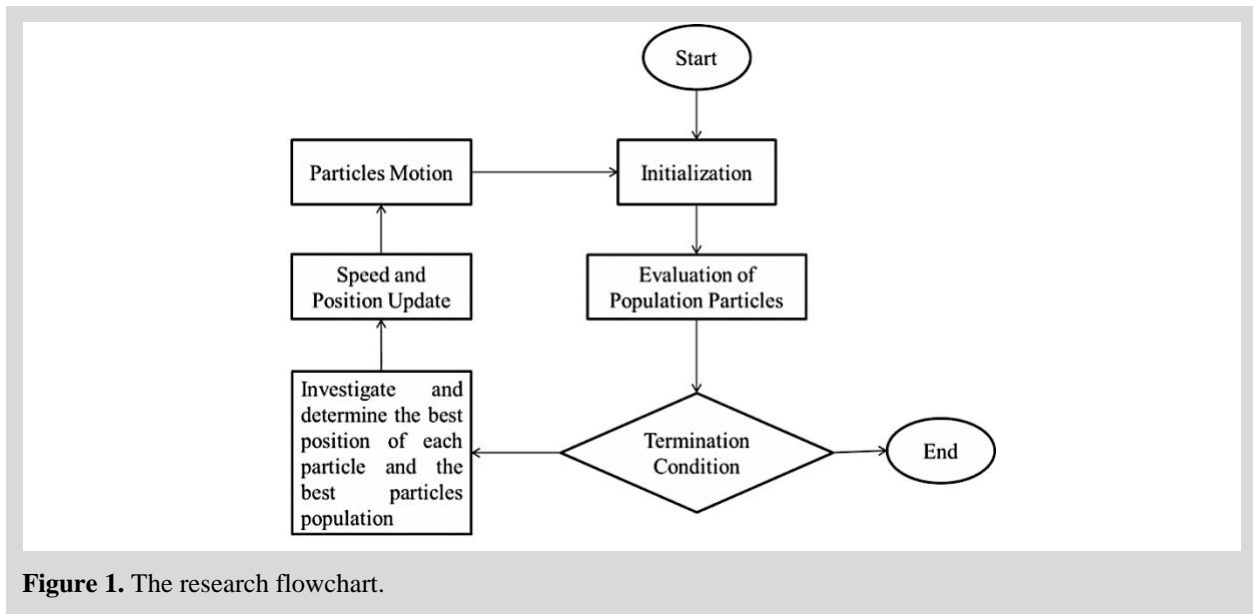 Start
Particles Motion
Initialization
Speed and
Position Update
Evaluation of
Population Particles
Investigate and
determine the best
position of each
particle and the
best particles
population
Termination
Condition
End
Figure 1. The research flowchart.